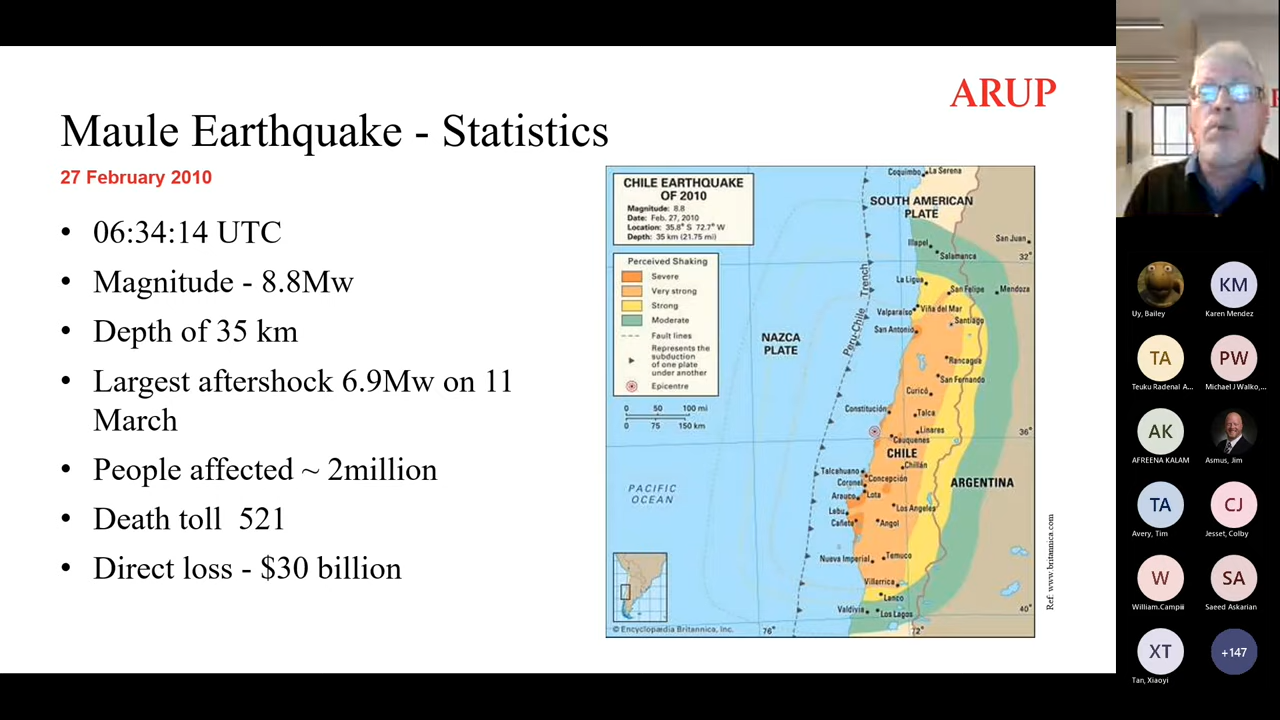 ARUP
Maule Earthquake - Statistics
27 February 2010
• 06:34:14 UTC
• Magnitude - 8.8Mw
• Depth of 35 km
• Largest aftershock 6.9Mw on 11
March
• People affected ~ 2million
• Death toll 521
• Direct loss - $30 billion
CHILE EARTHQUAKE
OF 2010
Magnitude: 8.8
Date: Feb. 27, 2010
Location: 35.8° S 72.7° W
Depth: 35 km (21.75 mi)
Perceived Shaking
Severe
Very strong
Strong
Moderate
Fault lines
Represents the
subduction
of one plate
under another
Epicentre
0 50 100 mi
0 75 150 km
PACIFIC
OCEAN
NAZCA
PLATE
Peru-Chile Trench
SOUTH AMERICAN
PLATE
Coquimbo
La Serena
Illapel
Salamanca
San Juan
32°
La Ligua
San Felipe
Mendoza
Valparaíso
Viña del Mar
San Antonio
Santiago
Rancagua
San Fernando
Curicó
Constitución
Talca
Linares
36°
Cauquenes
CHILE
Chillán
Talcahuano
Concepción
Coronel
ARGENTINA
Arauco
Lota
Lebu
Los Angeles
Cañete
Angol
Nueva Imperial
Temuco
Villarrica
Lanco
Valdivia
Los Lagos
40°
76°
72°
© Encyclopædia Britannica, Inc.
Ref: www.britannica.com
Uy, Bailey
KM
Karen Mendez
TA
Teuku Radenal A...
PW
Michael J Walko,...
AK
AFREENA KALAM
Asmus, Jim
TA
Avery, Tim
CJ
Jesset, Colby
W
William.Campiii
SA
Saeed Askarian
XT
Tan, Xiaoyi
+147